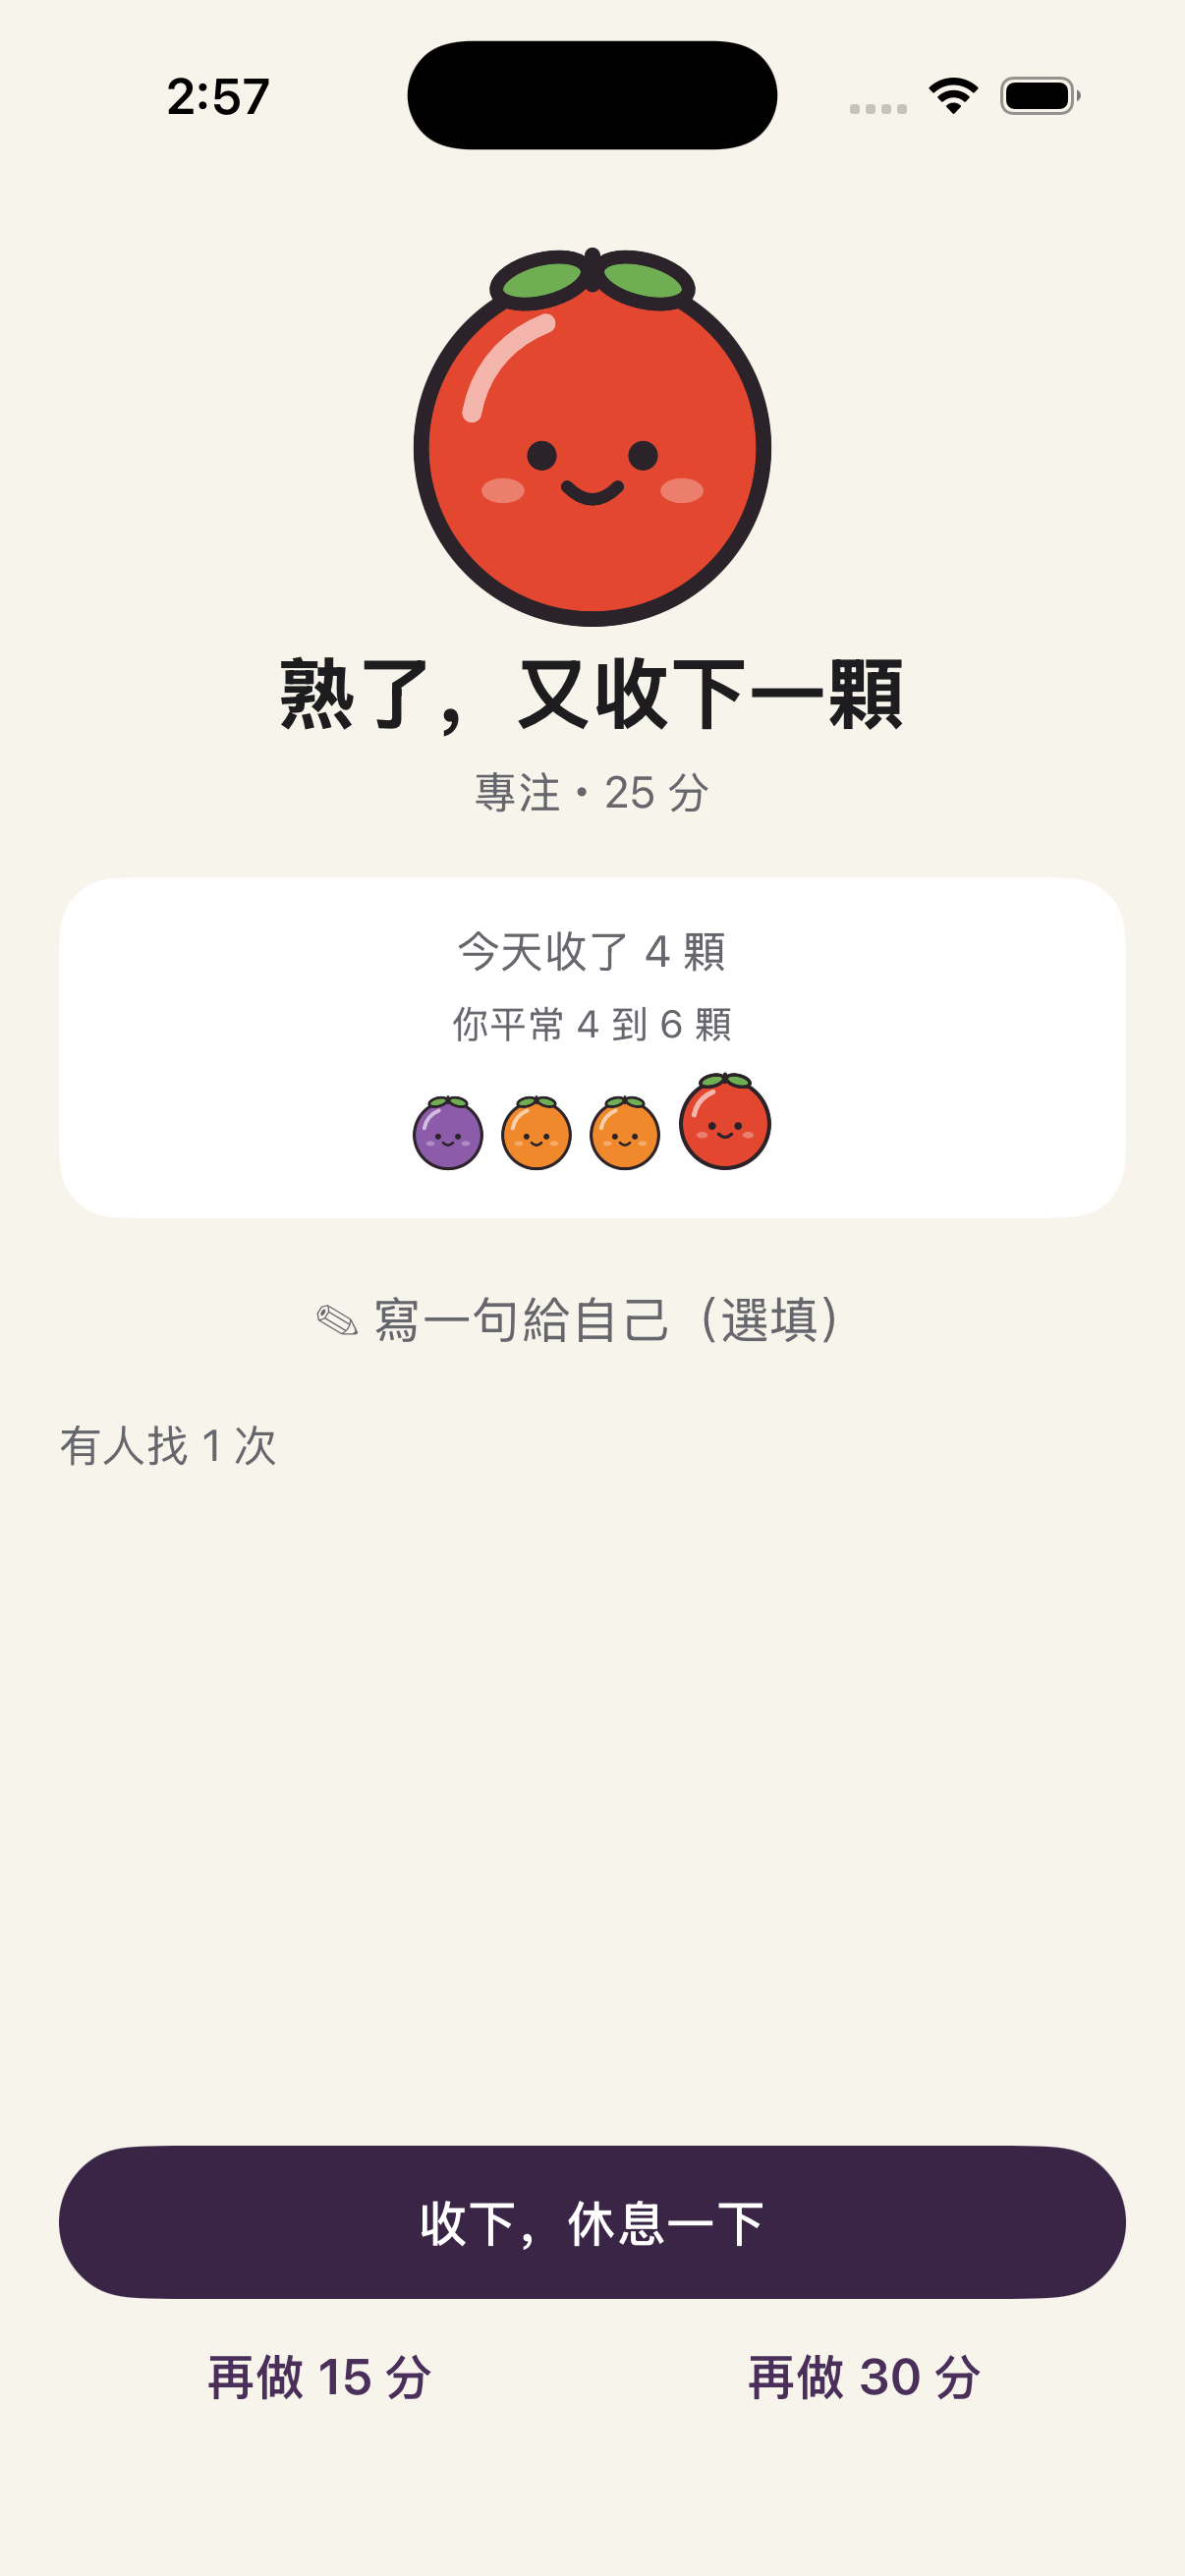 2:57
熟了，又收下一顆
專注・25 分
今天收了 4 顆
你平常 4 到 6 顆
✎ 寫一句給自己（選填）
有人找 1 次
收下，休息一下
再做 15 分
再做 30 分